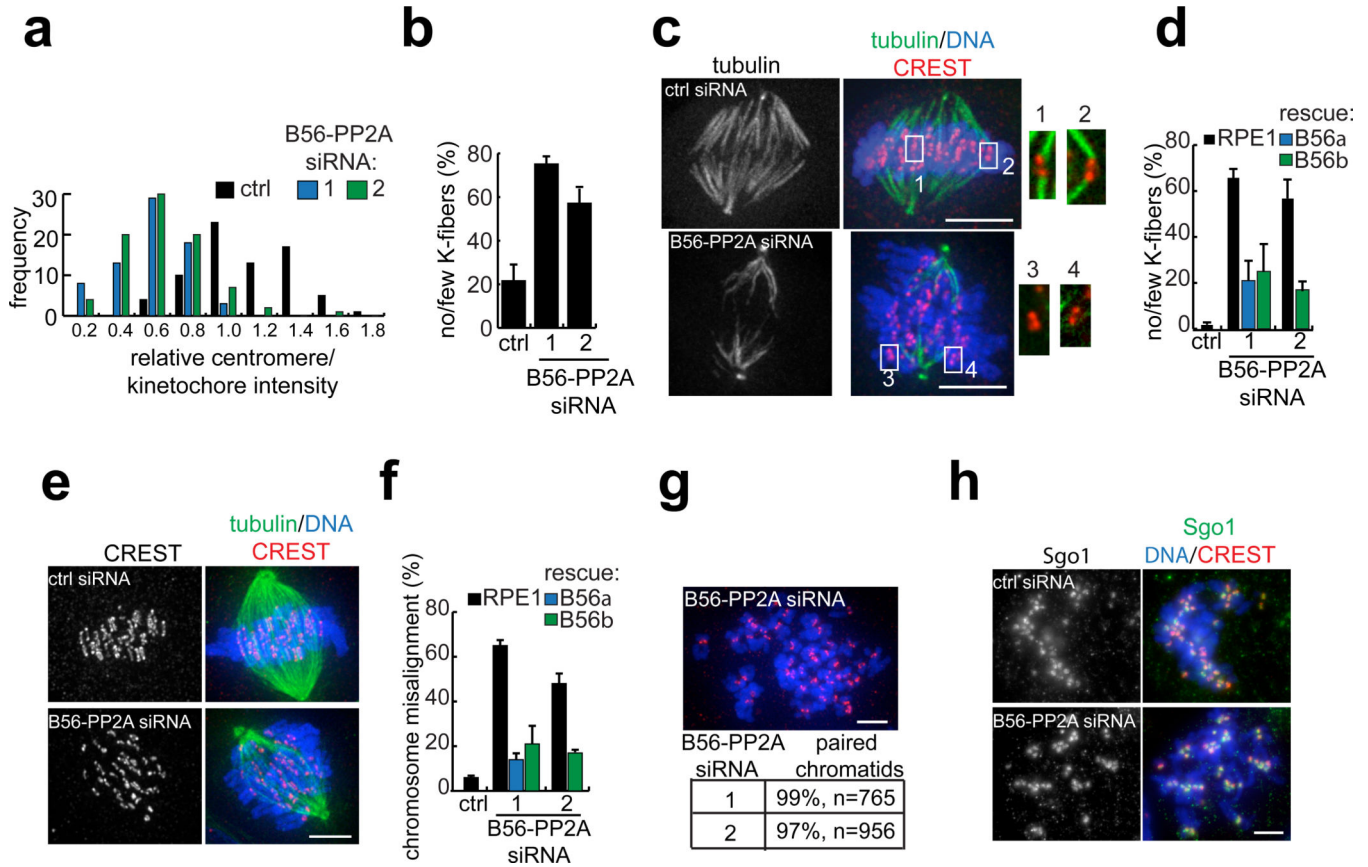 a
B56-PP2A
siRNA:
ctrl
1
2
frequency
30
20
10
0
0.2 0.4 0.6 0.8 1.0 1.2 1.4 1.6 1.8
relative centromere/
kinetochore intensity
b
no/few K-fibers (%)
80
60
40
20
0
ctrl 1 2
B56-PP2A
siRNA
c
tubulin
tubulin/DNA
CREST
ctrl siRNA
1
2
1 2
B56-PP2A siRNA
3
4
3 4
d
rescue:
RPE1
B56a
B56b
no/few K-fibers (%)
80
60
40
20
0
ctrl 1 2
B56-PP2A
siRNA
e
CREST
tubulin/DNA
CREST
ctrl siRNA
B56-PP2A siRNA
f
rescue:
RPE1
B56a
B56b
chromosome misalignment (%)
80
60
40
20
0
ctrl 1 2
B56-PP2A
siRNA
g
B56-PP2A siRNA
B56-PP2A paired
siRNA chromatids
1 99%, n=765
2 97%, n=956
h
Sgo1
Sgo1
DNA/CREST
ctrl siRNA
B56-PP2A siRNA